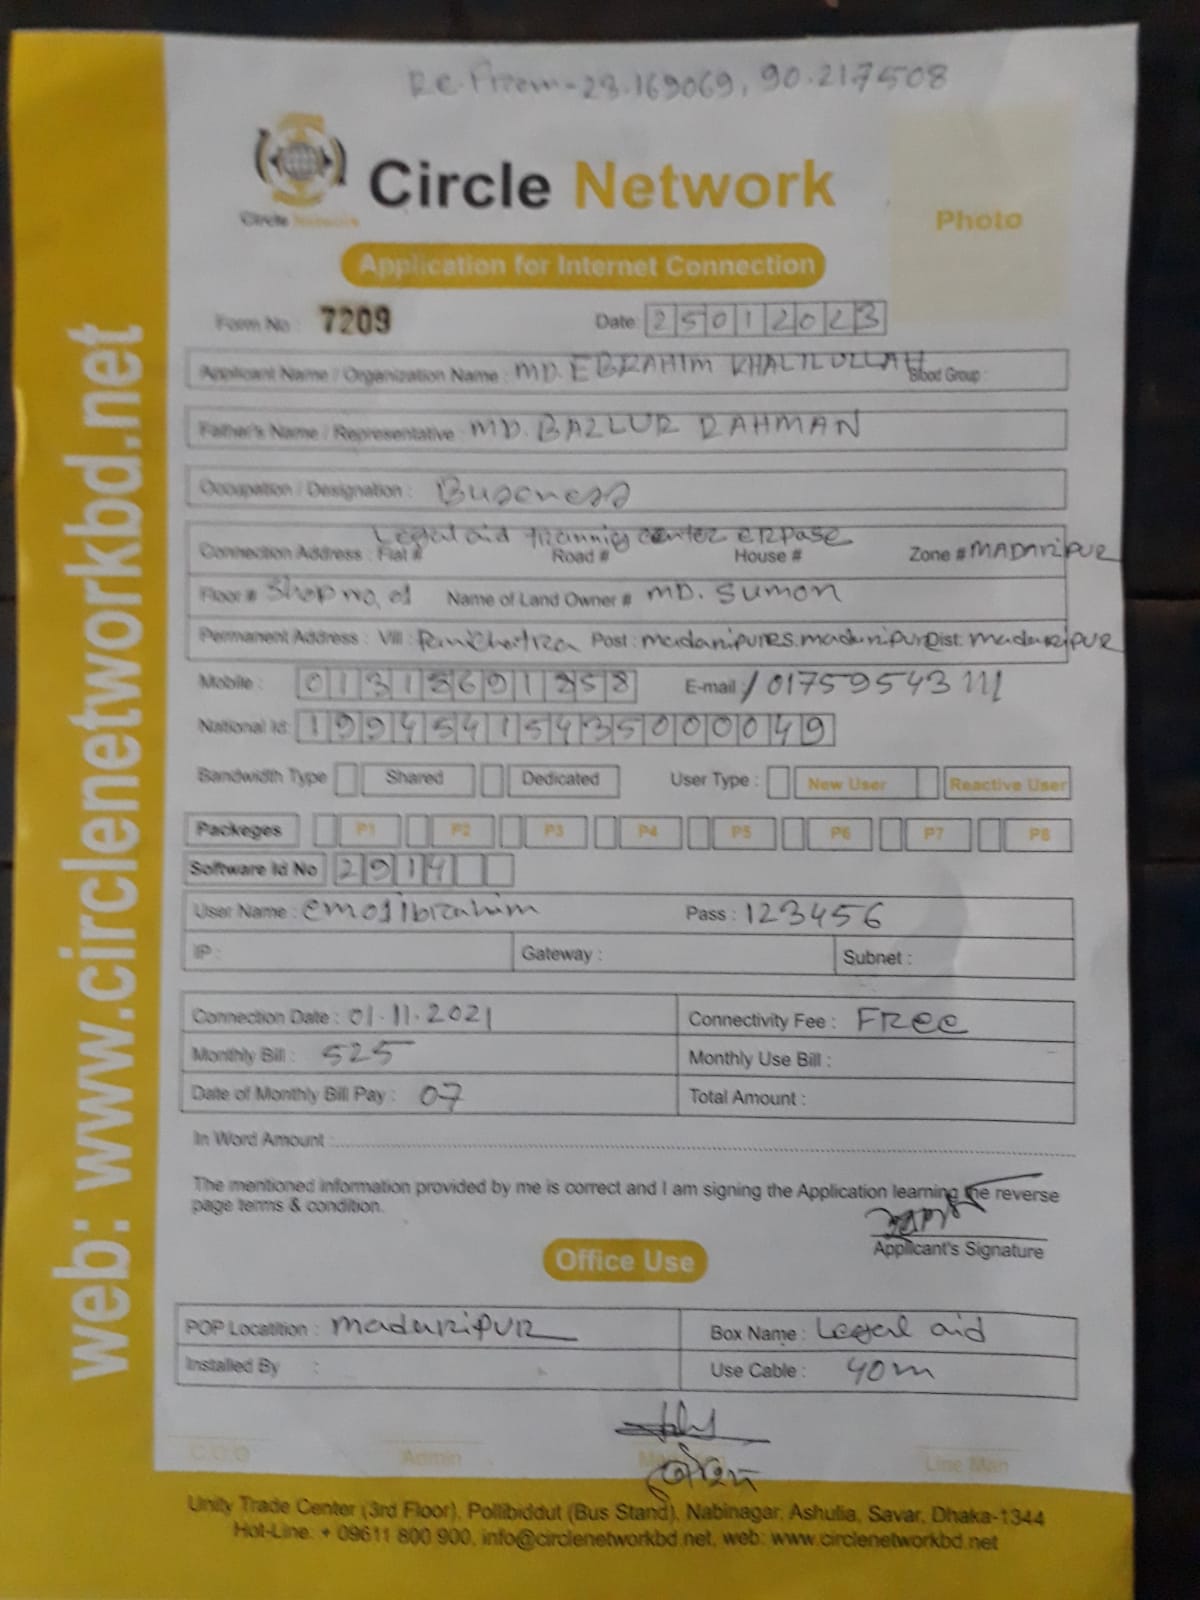 Re-From-23.169069, 90.217508
Circle Network
Circle Network
Photo
Application for Internet Connection
Form No : 7209
Date: 25012023
Applicant Name / Organization Name : MD. EBRAHIM KHALILULLAH Blood Group :
Father's Name / Representative : MD. BAZLUR RAHMAN
Occupation / Designation :
Legal aid center
Connection Address : Flat # Road # House # Zone # MADARIPUR
Floor # Shop no, 01 Name of Land Owner # MD. Sumon
Permanent Address : Vill : Post : madaripur P.S. madaripur Dist. madaripur
Mobile : E-mail / 01759543111
National Id: 19945415435000049
Bandwidth Type Shared Dedicated User Type : New User Reactive User
Packeges P1 P2 P3 P4 P5 P6 P7 P8
Software Id No 2914
User Name : Pass : 123456
IP : Gateway : Subnet :
Connection Date : 01.11.2021 Connectivity Fee : FREE
Monthly Bill : 525 Monthly Use Bill :
Date of Monthly Bill Pay : 07 Total Amount :
In Word Amount :
The mentioned information provided by me is correct and I am signing the Application learning the reverse
page terms & condition.
Applicant's Signature
Office Use
POP Locatition : maduripur Box Name : Legal aid
Installed By : Use Cable : 40m
C.O.O Admin Line Man
Unity Trade Center (3rd Floor), Pollibiddut (Bus Stand), Nabinagar, Ashulia, Savar, Dhaka-1344
Hot-Line. + 09611 800 900, info@circlenetworkbd.net, web: www.circlenetworkbd.net
web: www.circlenetworkbd.net